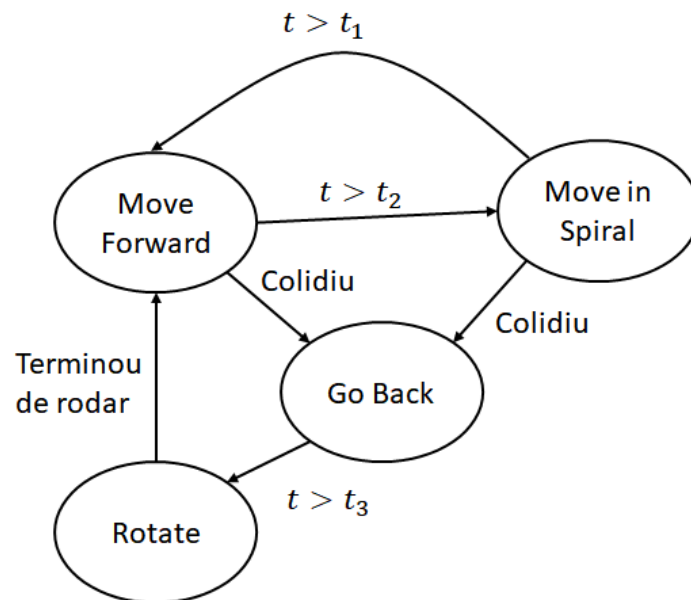 t > t₁
Move
Forward
t > t₂
Move in
Spiral
Colidiu
Colidiu
Terminou
de rodar
Go Back
t > t₃
Rotate